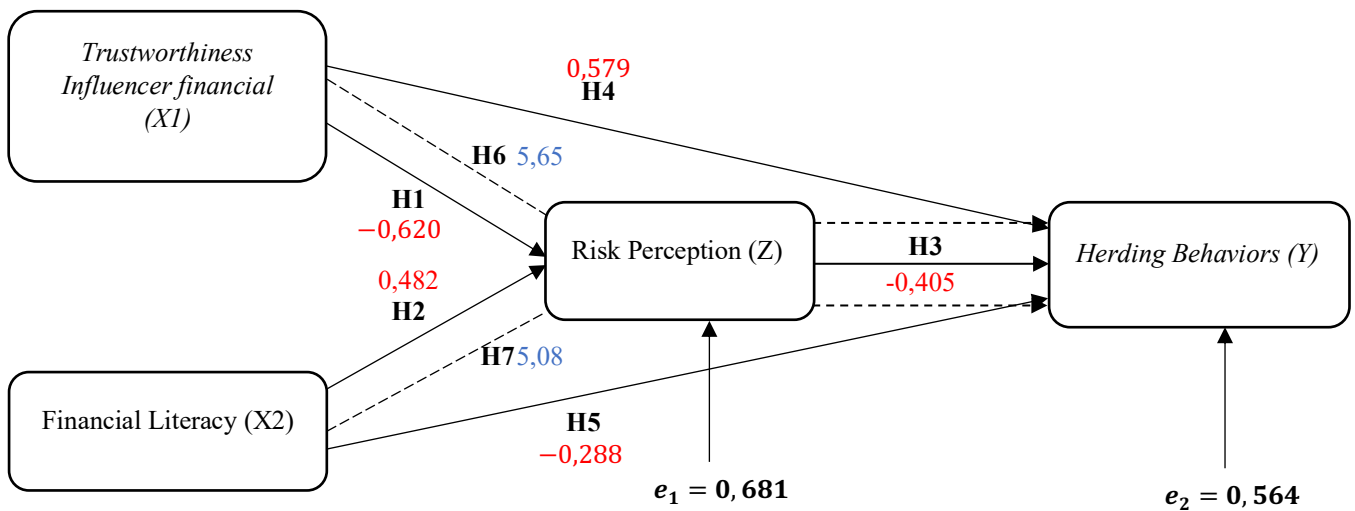 Trustworthiness
Influencer financial
(X1)
0,579
H4
H6 5,65
H1
−0,620
Risk Perception (Z)
H3
-0,405
Herding Behaviors (Y)
0,482
H2
H7 5,08
Financial Literacy (X2)
H5
−0,288
e₁ = 0,681
e₂ = 0,564